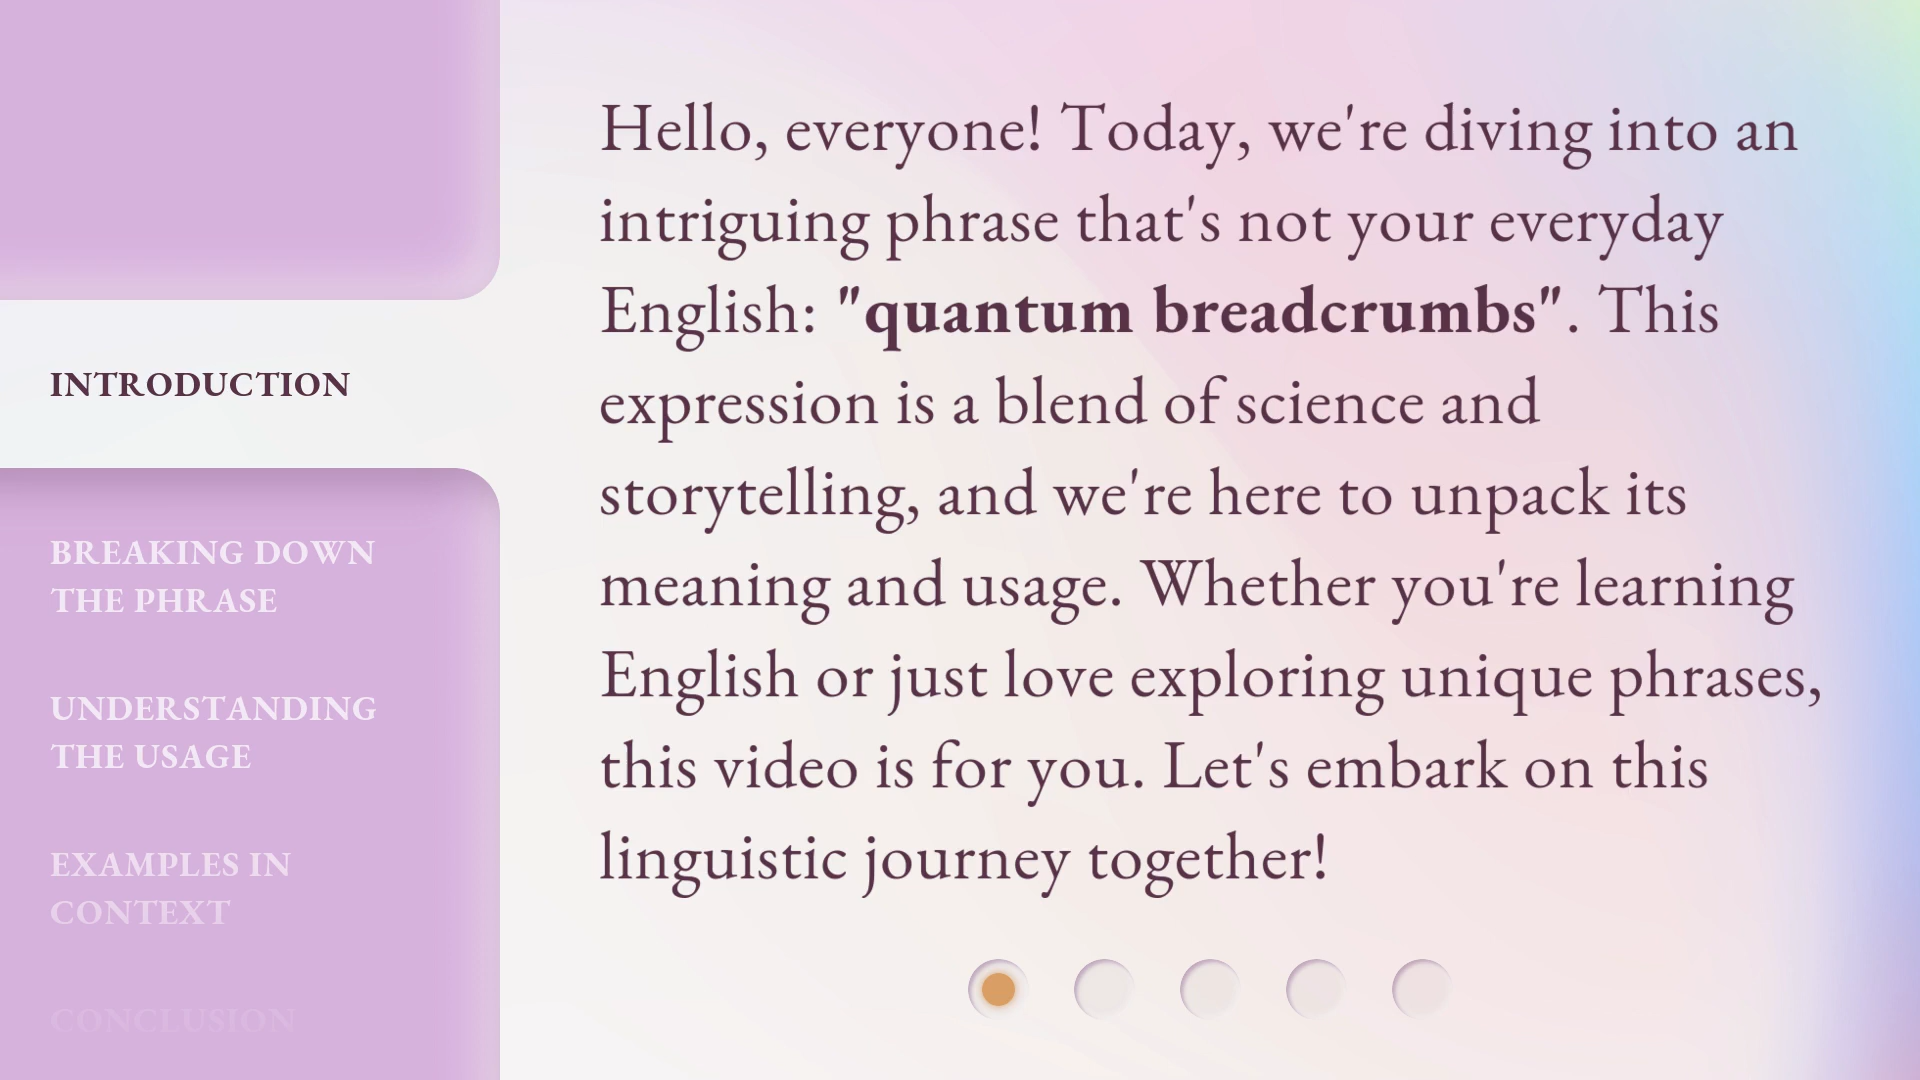 INTRODUCTION
BREAKING DOWN
THE PHRASE
UNDERSTANDING
THE USAGE
EXAMPLES IN
CONTEXT
CONCLUSION
Hello, everyone! Today, we're diving into an
intriguing phrase that's not your everyday
English: "quantum breadcrumbs". This
expression is a blend of science and
storytelling, and we're here to unpack its
meaning and usage. Whether you're learning
English or just love exploring unique phrases,
this video is for you. Let's embark on this
linguistic journey together!